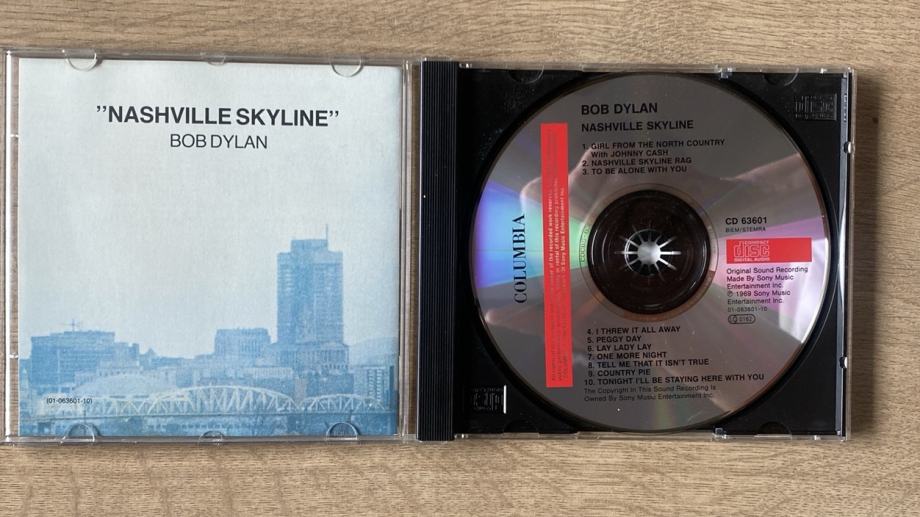 ”NASHVILLE SKYLINE”
BOB DYLAN
(01-063601-10)
BOB DYLAN
NASHVILLE SKYLINE
1. GIRL FROM THE NORTH COUNTRY
With JOHNNY CASH
2. NASHVILLE SKYLINE RAG
3. TO BE ALONE WITH YOU
COLUMBIA
CD 63601
BIEM/STEMRA
COMPACT
disc
DIGITAL AUDIO
Original Sound Recording
Made By Sony Music
Entertainment Inc.
℗ 1969 Sony Music
Entertainment Inc.
01-063601-10
LC 0162
4. I THREW IT ALL AWAY
5. PEGGY DAY
6. LAY LADY LAY
7. ONE MORE NIGHT
8. TELL ME THAT IT ISN'T TRUE
9. COUNTRY PIE
10. TONIGHT I'LL BE STAYING HERE WITH YOU
The Copyright In This Sound Recording Is
Owned By Sony Music Entertainment Inc.
disc